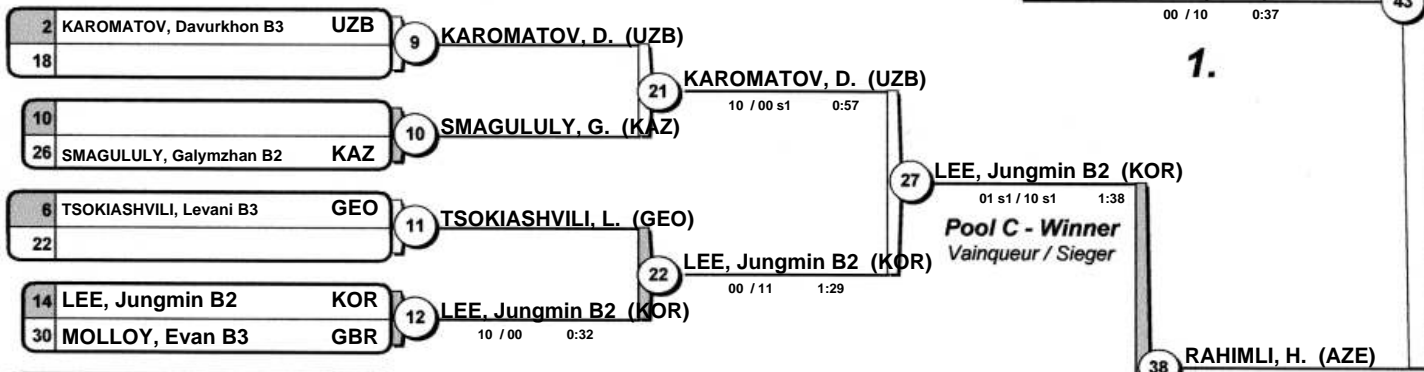 2 KAROMATOV, Davurkhon B3 UZB
18
9
KAROMATOV, D. (UZB)
10
26 SMAGULULY, Galymzhan B2 KAZ
10
SMAGULULY, G. (KAZ)
21
KAROMATOV, D. (UZB)
10 / 00 s1 0:57
6 TSOKIASHVILI, Levani B3 GEO
22
11
TSOKIASHVILI, L. (GEO)
14 LEE, Jungmin B2 KOR
30 MOLLOY, Evan B3 GBR
12
LEE, Jungmin B2 (KOR)
10 / 00 0:32
22
LEE, Jungmin B2 (KOR)
00 / 11 1:29
27
LEE, Jungmin B2 (KOR)
01 s1 / 10 s1 1:38
Pool C - Winner
Vainqueur / Sieger
00 / 10 0:37
43
1.
38
RAHIMLI, H. (AZE)